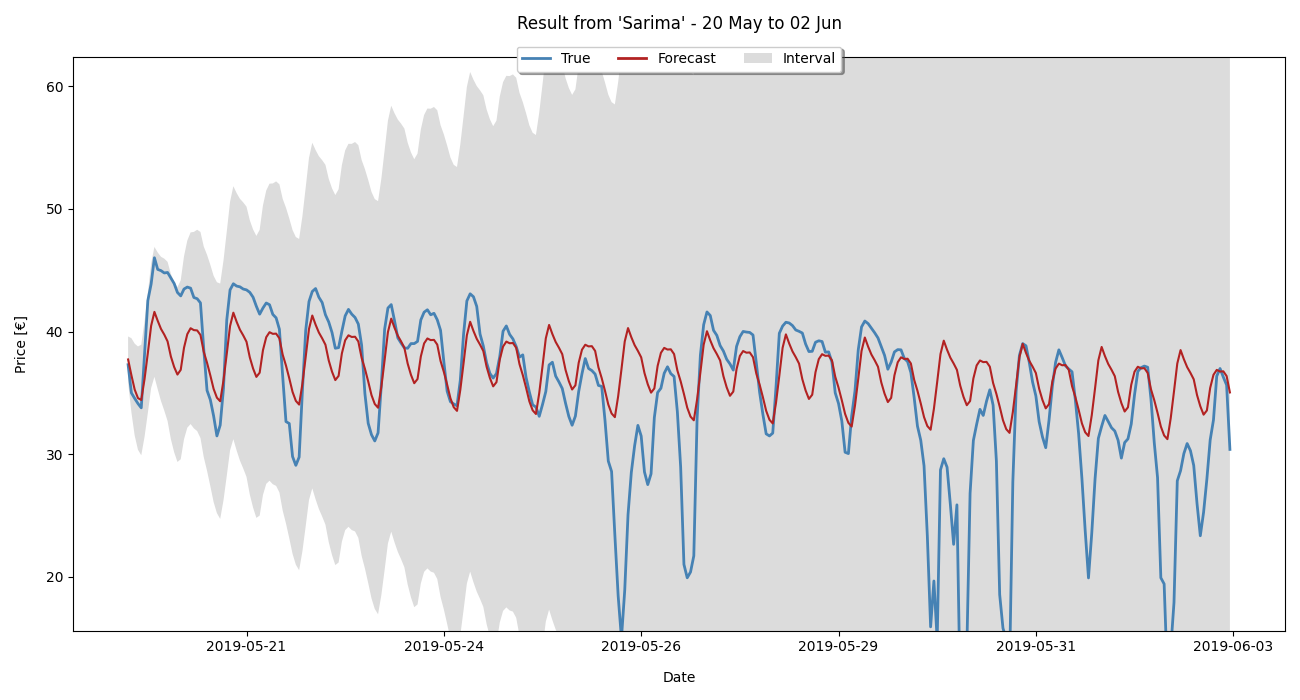 Result from 'Sarima' - 20 May to 02 Jun
True Forecast Interval
60
50
40
30
20
Price [€]
2019-05-21 2019-05-24 2019-05-26 2019-05-29 2019-05-31 2019-06-03
Date